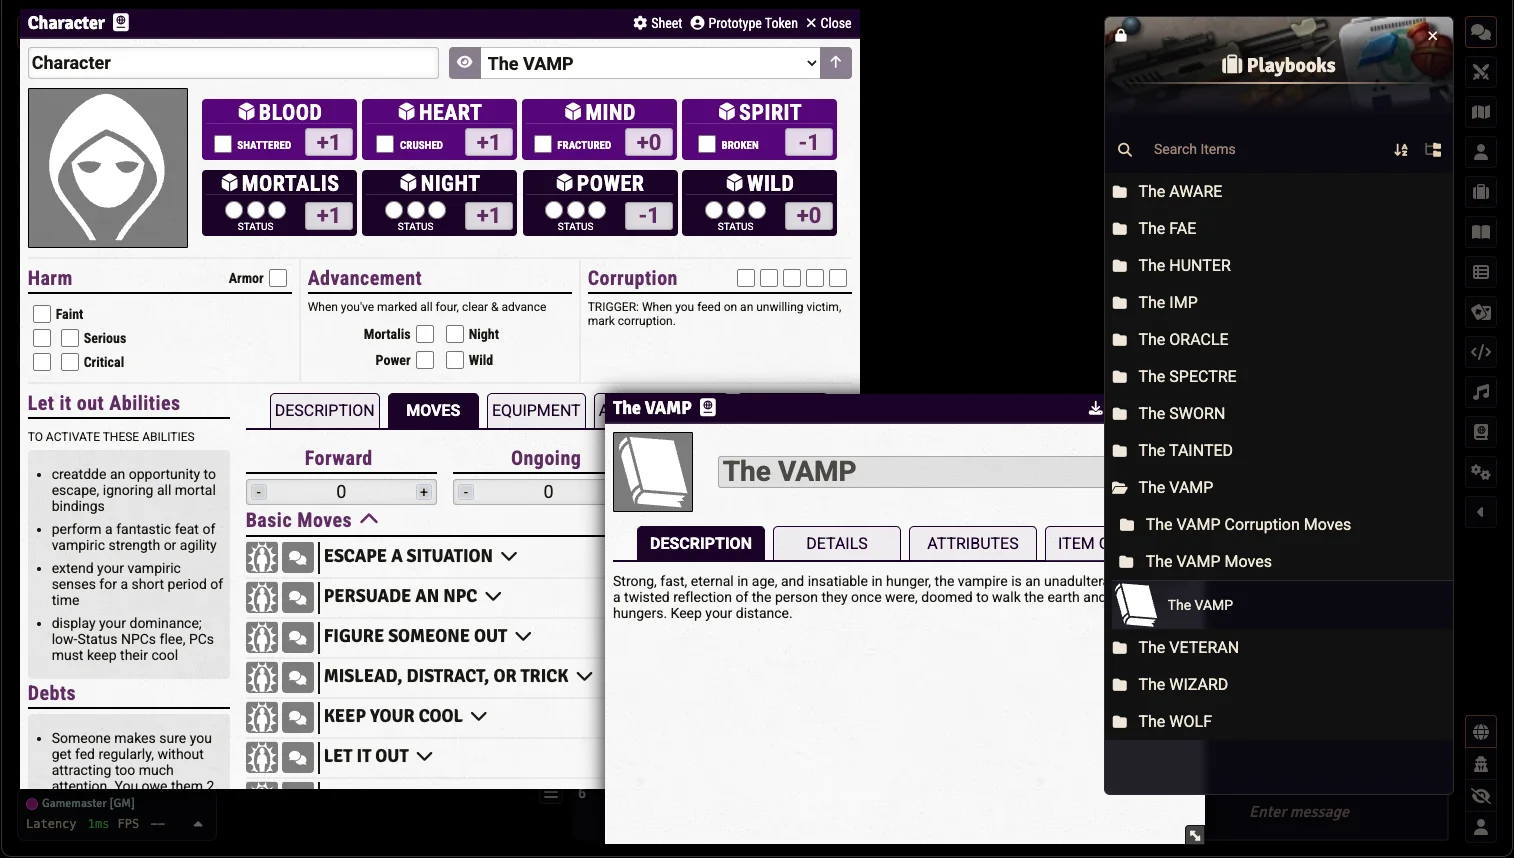 Character
Sheet Prototype Token Close
Character
The VAMP
BLOOD
SHATTERED +1
HEART
CRUSHED +1
MIND
FRACTURED +0
SPIRIT
BROKEN -1
MORTALIS
STATUS +1
NIGHT
STATUS +1
POWER
STATUS -1
WILD
STATUS +0
Harm
Armor
Faint
Serious
Critical
Advancement
When you've marked all four, clear & advance
Mortalis Night
Power Wild
Corruption
TRIGGER: When you feed on an unwilling victim,
mark corruption.
Let it out Abilities
TO ACTIVATE THESE ABILITIES
• creatdde an opportunity to
escape, ignoring all mortal
bindings
• perform a fantastic feat of
vampiric strength or agility
• extend your vampiric
senses for a short period of
time
• display your dominance;
low-Status NPCs flee, PCs
must keep their cool
Debts
• Someone makes sure you
get fed regularly, without
attracting too much
attention. You owe them 2
DESCRIPTION MOVES EQUIPMENT A
Forward
- 0 +
Ongoing
- 0
Basic Moves
ESCAPE A SITUATION
PERSUADE AN NPC
FIGURE SOMEONE OUT
MISLEAD, DISTRACT, OR TRICK
KEEP YOUR COOL
LET IT OUT
The VAMP
The VAMP
DESCRIPTION DETAILS ATTRIBUTES ITEM
Strong, fast, eternal in age, and insatiable in hunger, the vampire is an unadultera
a twisted reflection of the person they once were, doomed to walk the earth and
hungers. Keep your distance.
Playbooks
Search Items
The AWARE
The FAE
The HUNTER
The IMP
The ORACLE
The SPECTRE
The SWORN
The TAINTED
The VAMP
The VAMP Corruption Moves
The VAMP Moves
The VAMP
The VETERAN
The WIZARD
The WOLF
Gamemaster [GM]
Latency 1ms FPS --
6
Enter message